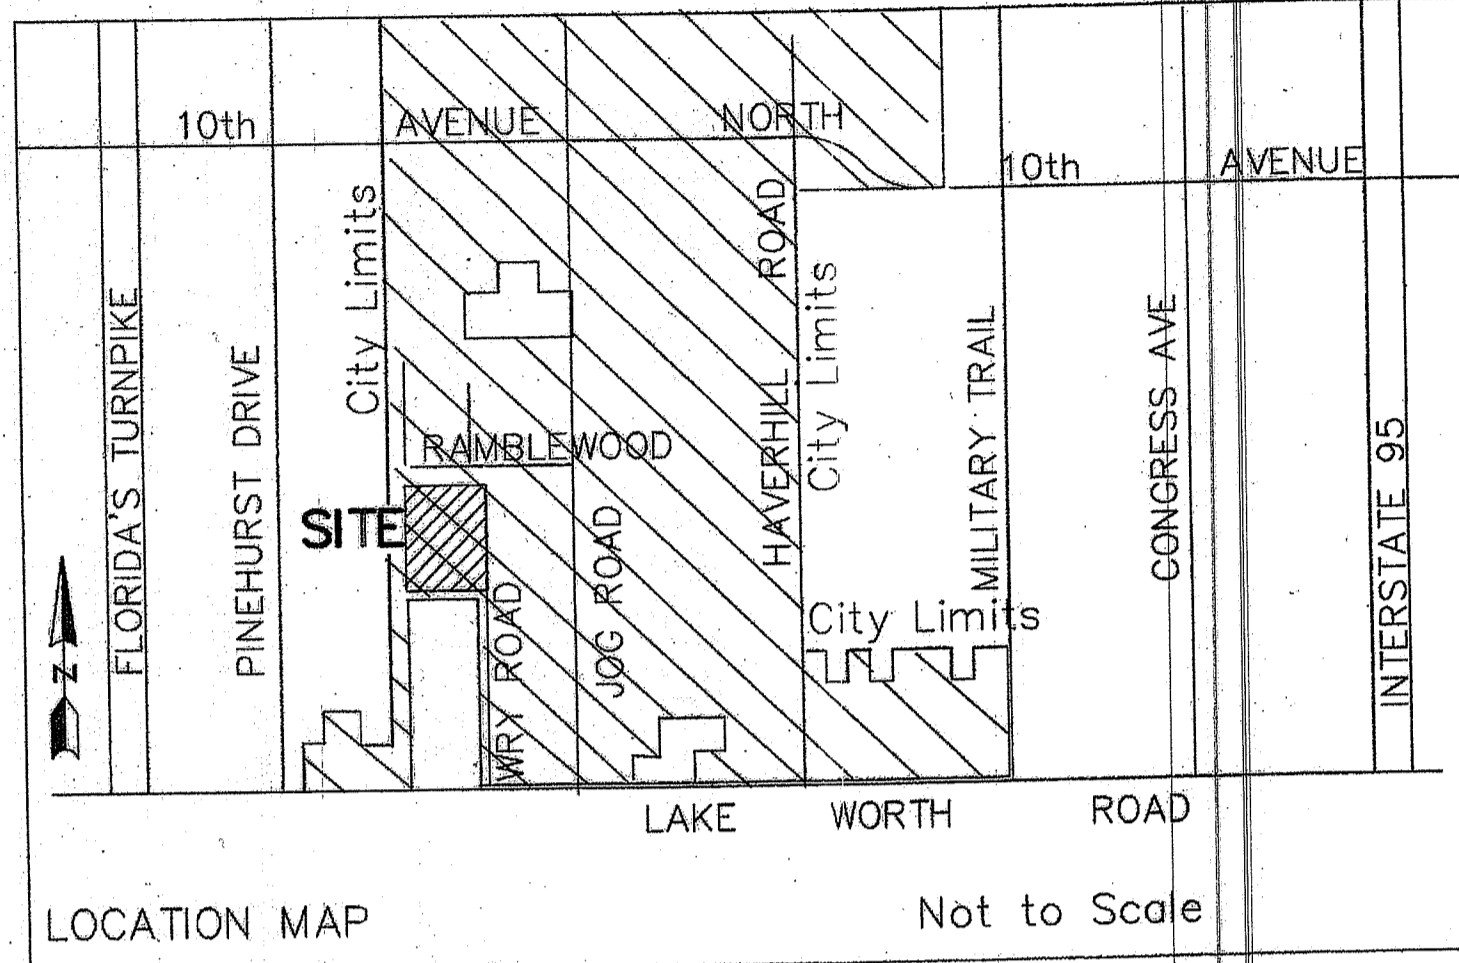 10th AVENUE NORTH
10th AVENUE
City Limits
FLORIDA'S TURNPIKE
PINEHURST DRIVE
HAVERHILL ROAD
City Limits
MILITARY TRAIL
CONGRESS AVE
INTERSTATE 95
RAMBLEWOOD
SITE
JOG ROAD
WRY ROAD
City Limits
N
LAKE WORTH ROAD
LOCATION MAP
Not to Scale